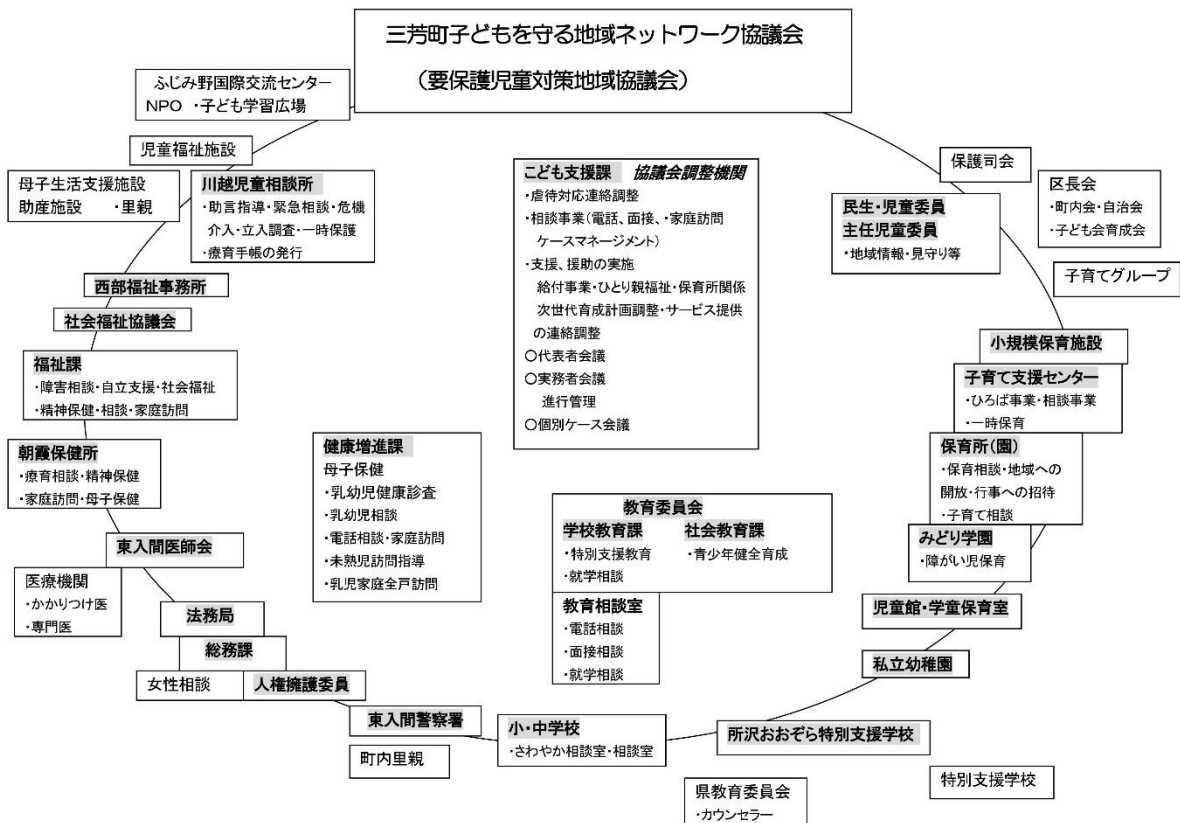 三芳町子どもを守る地域ネットワーク協議会
（要保護児童対策地域協議会）
ふじみ野国際交流センター
NPO ・子ども学習広場
児童福祉施設
母子生活支援施設
助産施設 ・里親
川越児童相談所
・助言指導・緊急相談・危機
介入・立入調査・一時保護
・療育手帳の発行
西部福祉事務所
社会福祉協議会
福祉課
・障害相談・自立支援・社会福祉
・精神保健・相談・家庭訪問
朝霞保健所
・療育相談・精神保健
・家庭訪問・母子保健
東入間医師会
医療機関
・かかりつけ医
・専門医
法務局
総務課
女性相談
人権擁護委員
健康増進課
母子保健
・乳幼児健康診査
・乳幼児相談
・電話相談・家庭訪問
・未熟児訪問指導
・乳児家庭全戸訪問
こども支援課 協議会調整機関
・虐待対応連絡調整
・相談事業（電話、面接、・家庭訪問
ケースマネージメント）
・支援、援助の実施
給付事業・ひとり親福祉・保育所関係
次世代育成計画調整・サービス提供
の連絡調整
〇代表者会議
〇実務者会議
進行管理
〇個別ケース会議
教育委員会
学校教育課 社会教育課
・特別支援教育 ・青少年健全育成
・就学相談
教育相談室
・電話相談
・面接相談
・就学相談
保護司会
区長会
・町内会・自治会
・子ども会育成会
民生・児童委員
主任児童委員
・地域情報・見守り等
子育てグループ
小規模保育施設
子育て支援センター
・ひろば事業・相談事業
・一時保育
保育所（園）
・保育相談・地域への
開放・行事への招待
・子育て相談
みどり学園
・障がい児保育
児童館・学童保育室
私立幼稚園
所沢おおぞら特別支援学校
特別支援学校
東入間警察署
町内里親
小・中学校
・さわやか相談室・相談室
県教育委員会
・カウンセラー